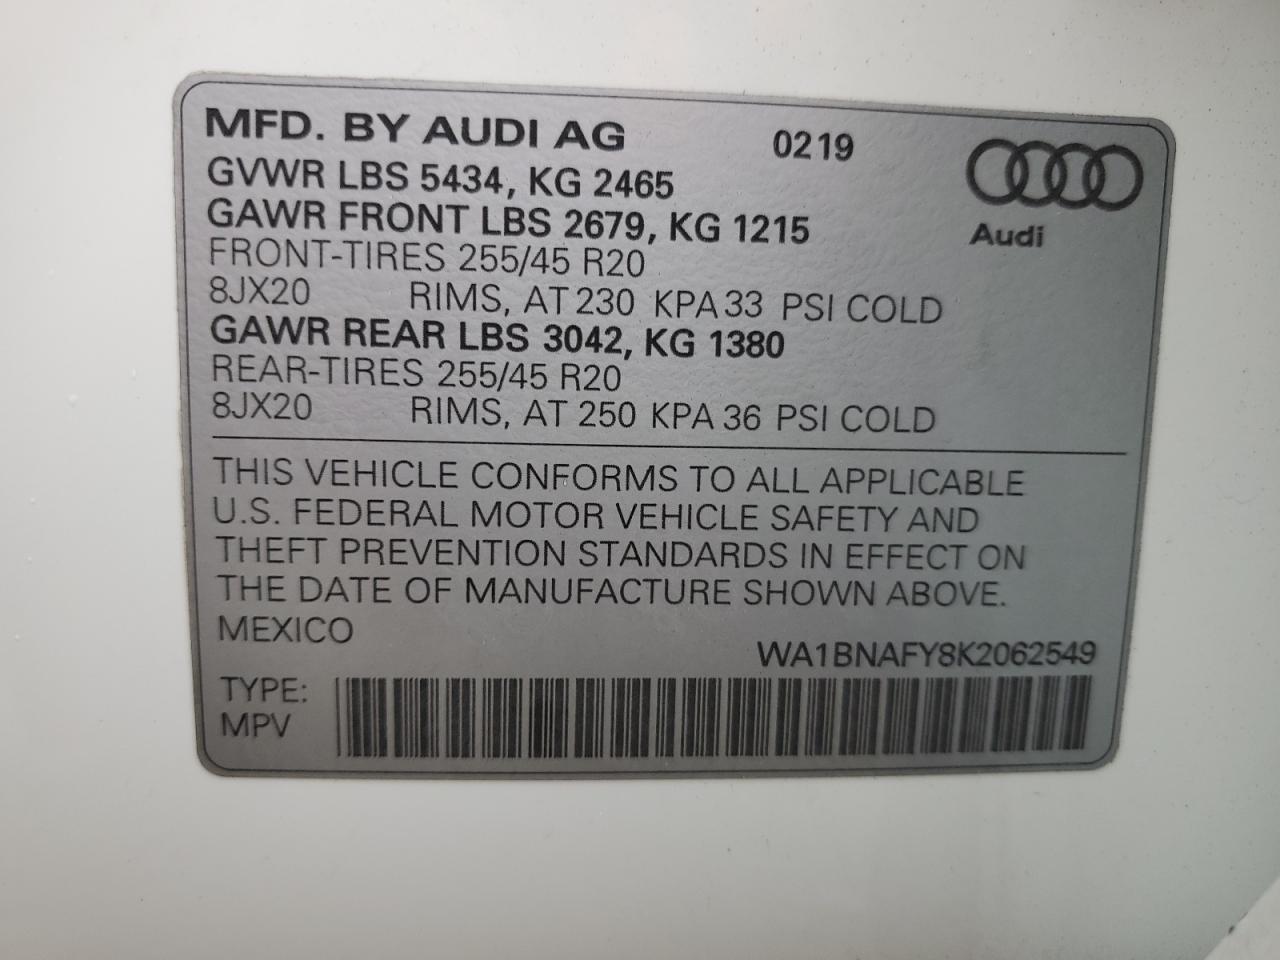 MFD. BY AUDI AG 0219
GVWR LBS 5434, KG 2465
GAWR FRONT LBS 2679, KG 1215
Audi
FRONT-TIRES 255/45 R20
8JX20 RIMS, AT 230 KPA 33 PSI COLD
GAWR REAR LBS 3042, KG 1380
REAR-TIRES 255/45 R20
8JX20 RIMS, AT 250 KPA 36 PSI COLD
THIS VEHICLE CONFORMS TO ALL APPLICABLE
U.S. FEDERAL MOTOR VEHICLE SAFETY AND
THEFT PREVENTION STANDARDS IN EFFECT ON
THE DATE OF MANUFACTURE SHOWN ABOVE.
MEXICO
WA1BNAFY8K2062549
TYPE:
MPV